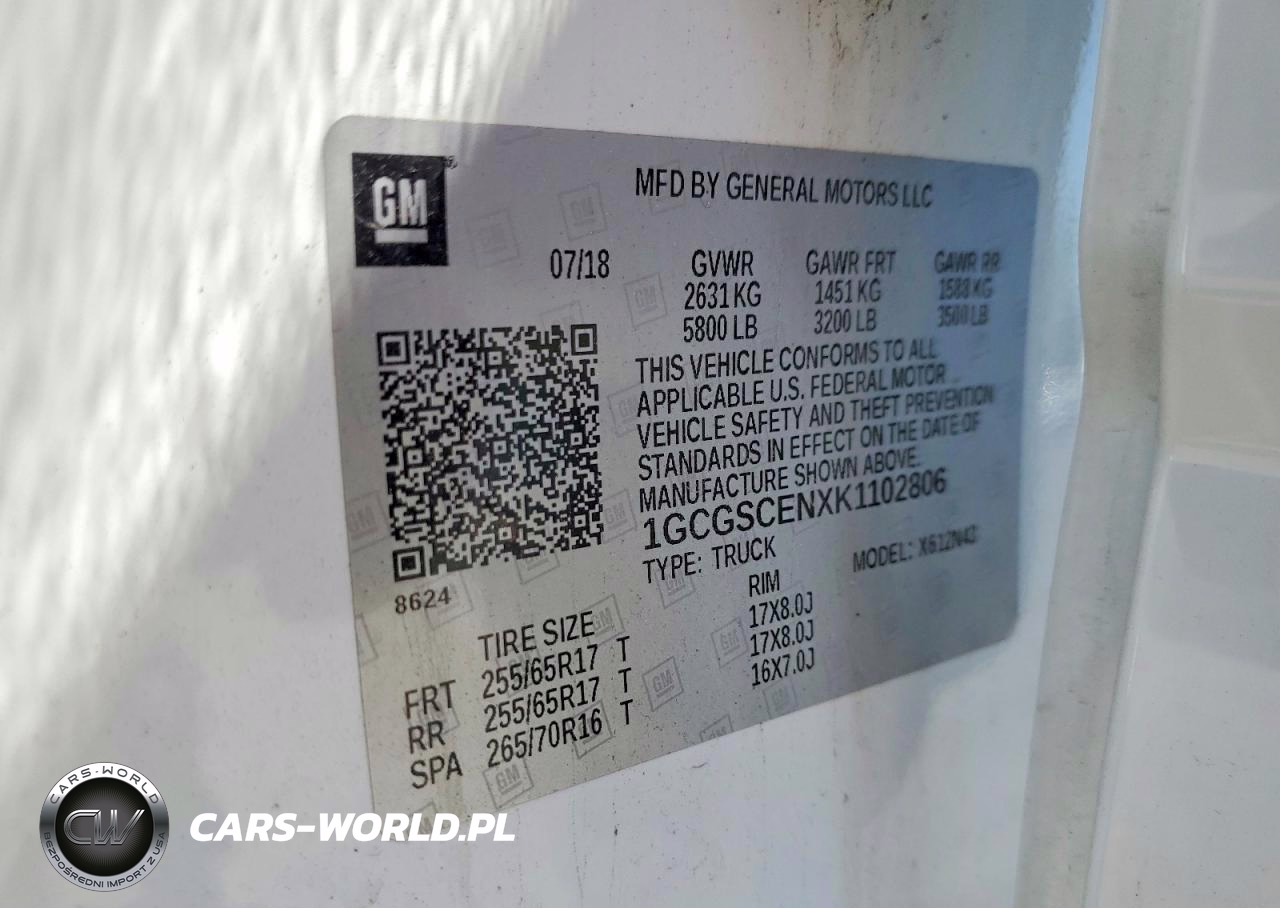 GM
MFD BY GENERAL MOTORS LLC
07/18 GVWR GAWR FRT GAWR RR
2631 KG 1451 KG 1588 KG
5800 LB 3200 LB 3500 LB
THIS VEHICLE CONFORMS TO ALL
APPLICABLE U.S. FEDERAL MOTOR
VEHICLE SAFETY AND THEFT PREVENTION
STANDARDS IN EFFECT ON THE DATE OF
MANUFACTURE SHOWN ABOVE.
1GCGSCENXK1102806
TYPE: TRUCK MODEL: X612N43
8624
TIRE SIZE RIM
FRT 255/65R17 T 17X8.0J
RR 255/65R17 T 17X8.0J
SPA 265/70R16 T 16X7.0J
CARS-WORLD
CW
BEZPOŚREDNI IMPORT Z USA
CARS-WORLD.PL